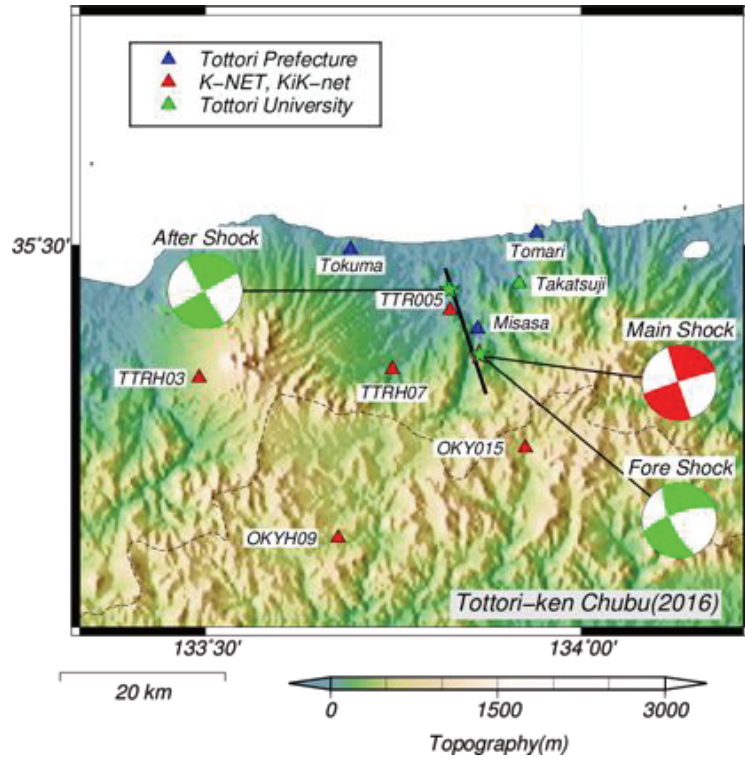 Tottori Prefecture
K-NET, KiK-net
Tottori University
35°30'
After Shock
Tokuma
Tomari
TTR005
Takatsuji
Misasa
Main Shock
TTRH03
TTRH07
OKY015
Fore Shock
OKYH09
Tottori-ken Chubu(2016)
133°30'
134°00'
20 km
0
1500
3000
Topography(m)